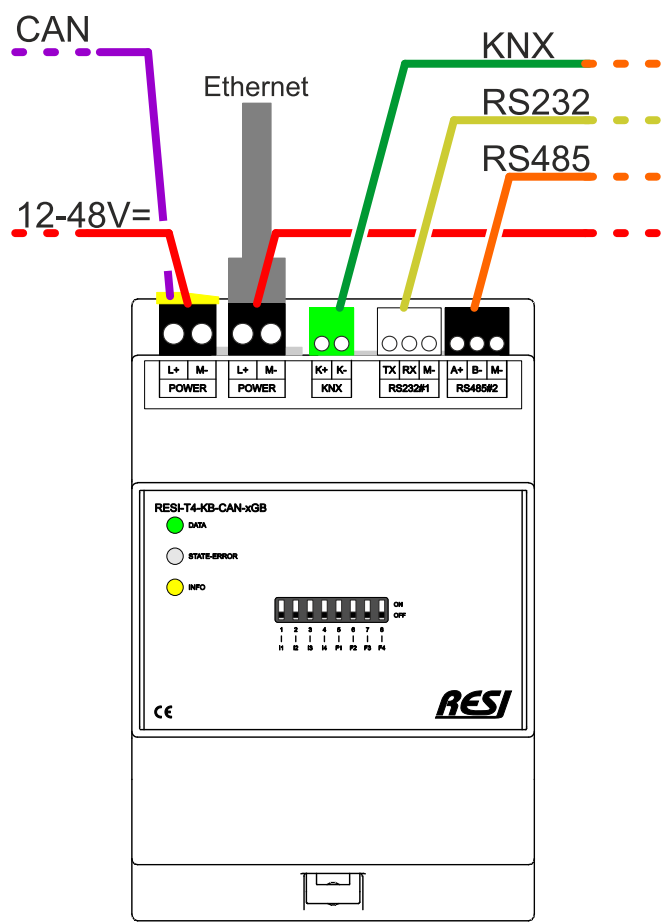 CAN
KNX
Ethernet
RS232
RS485
12-48V=
L+ M- L+ M- K+ K- TX RX M- A+ B- M-
POWER POWER KNX RS232#1 RS485#2
RESI-T4-KB-CAN-xGB
DATA
STATE-ERROR
INFO
ON
OFF
1 2 3 4 5 6 7 8
I1 I2 I3 I4 F1 F2 F3 F4
CE RESI